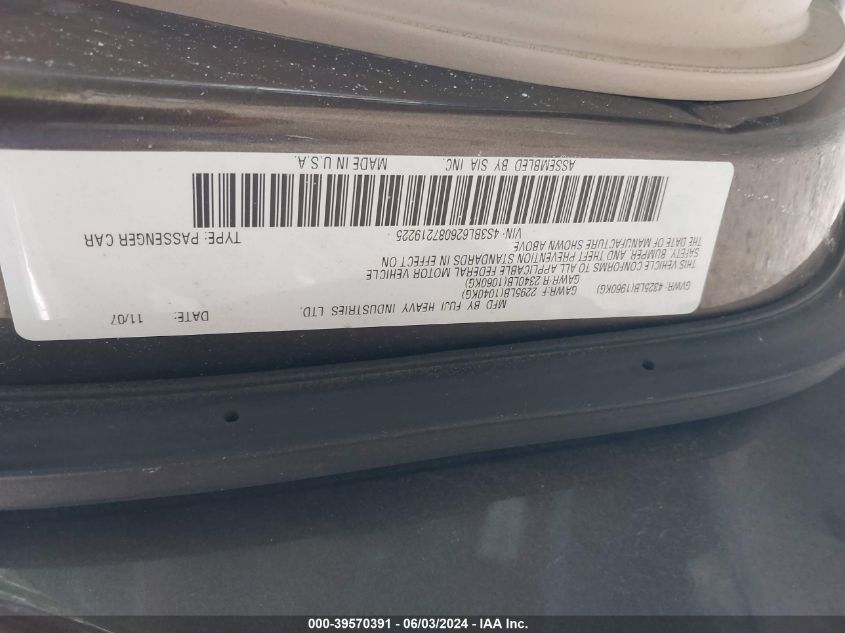 MFD BY FUJI HEAVY INDUSTRIES LTD. DATE: 11/07
GVWR: 4325LB(1960KG) GAWR-F 2295LB(1040KG)
GAWR-R 2340LB(1060KG)
THIS VEHICLE CONFORMS TO ALL APPLICABLE FEDERAL MOTOR VEHICLE
SAFETY, BUMPER, AND THEFT PREVENTION STANDARDS IN EFFECT ON
THE DATE OF MANUFACTURE SHOWN ABOVE
VIN: 4S3BL626087219225 TYPE: PASSENGER CAR
ASSEMBLED BY SIA INC. MADE IN U.S.A.
000-39570391 - 06/03/2024 - IAA Inc.